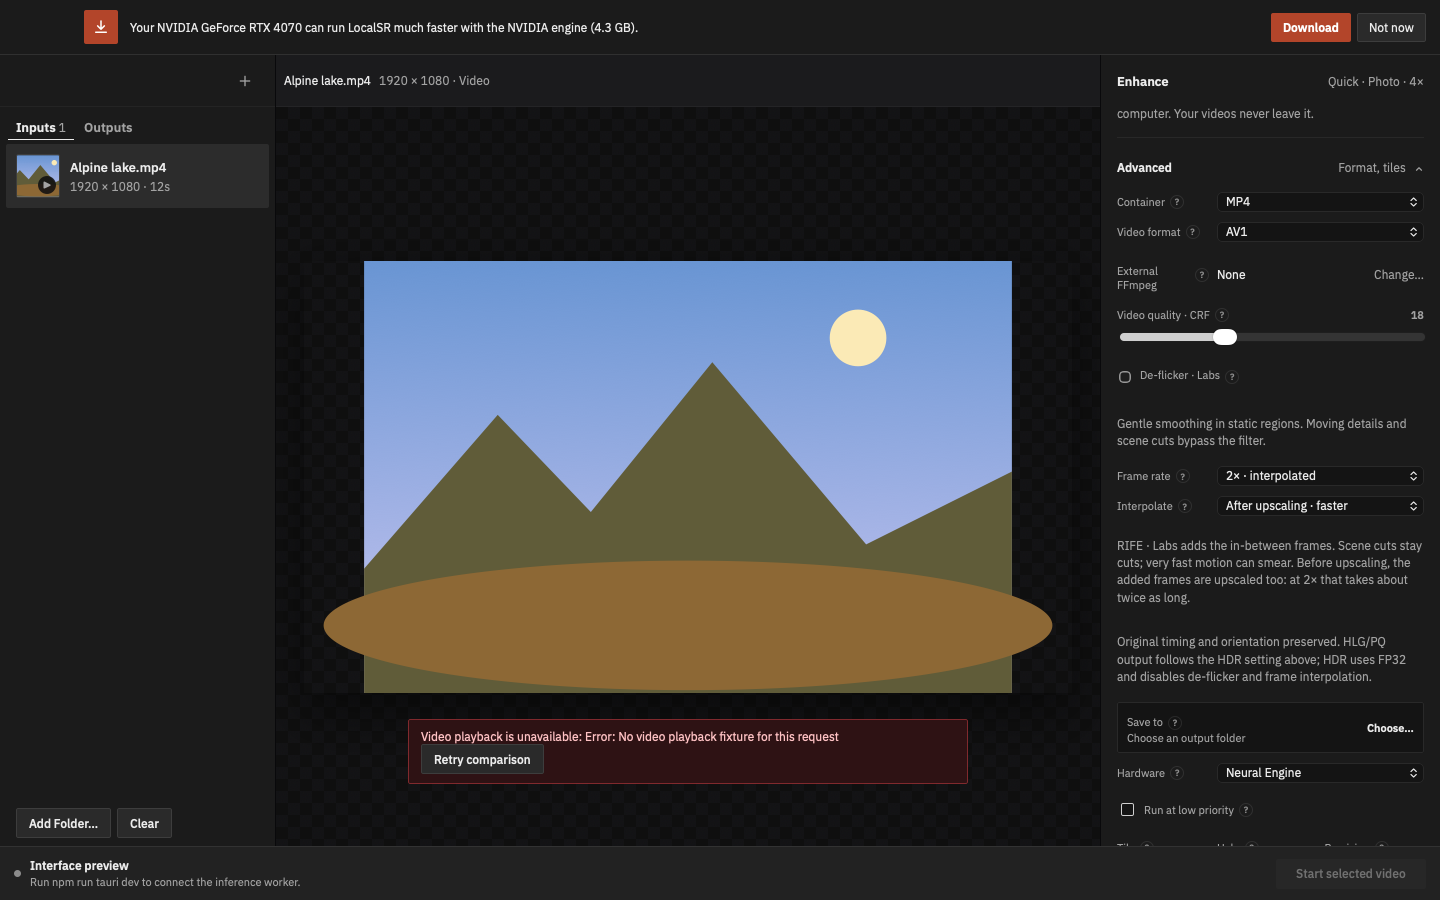 Your NVIDIA GeForce RTX 4070 can run LocalSR much faster with the NVIDIA engine (4.3 GB).
Download
Not now
Alpine lake.mp4 1920 × 1080 · Video
Inputs 1
Outputs
Alpine lake.mp4
1920 × 1080 · 12s
Add Folder...
Clear
Video playback is unavailable: Error: No video playback fixture for this request
Retry comparison
Enhance
Quick · Photo · 4×
computer. Your videos never leave it.
Advanced
Format, tiles
Container ? MP4
Video format ? AV1
External FFmpeg ? None Change...
Video quality · CRF ? 18
De-flicker · Labs ?
Gentle smoothing in static regions. Moving details and
scene cuts bypass the filter.
Frame rate ? 2× · interpolated
Interpolate ? After upscaling · faster
RIFE · Labs adds the in-between frames. Scene cuts stay
cuts; very fast motion can smear. Before upscaling, the
added frames are upscaled too: at 2× that takes about
twice as long.
Original timing and orientation preserved. HLG/PQ
output follows the HDR setting above; HDR uses FP32
and disables de-flicker and frame interpolation.
Save to ?
Choose an output folder
Choose...
Hardware ? Neural Engine
Run at low priority ?
Interface preview
Run npm run tauri dev to connect the inference worker.
Start selected video